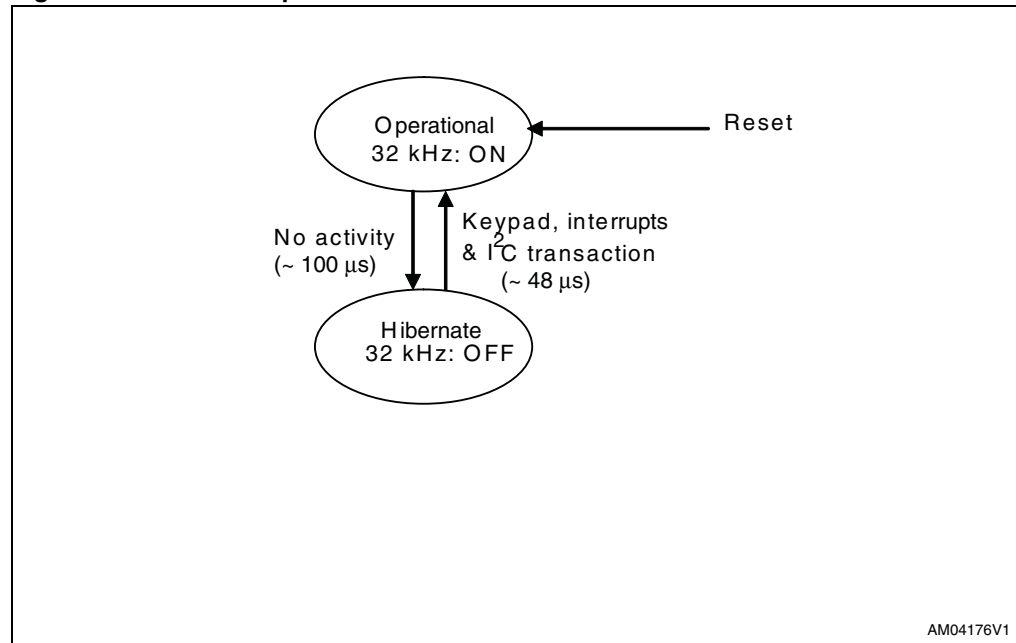 Operational
32 kHz: ON
Reset
No activity
(~ 100 μs)
Keypad, interrupts
& I²C transaction
(~ 48 μs)
Hibernate
32 kHz: OFF
AM04176V1